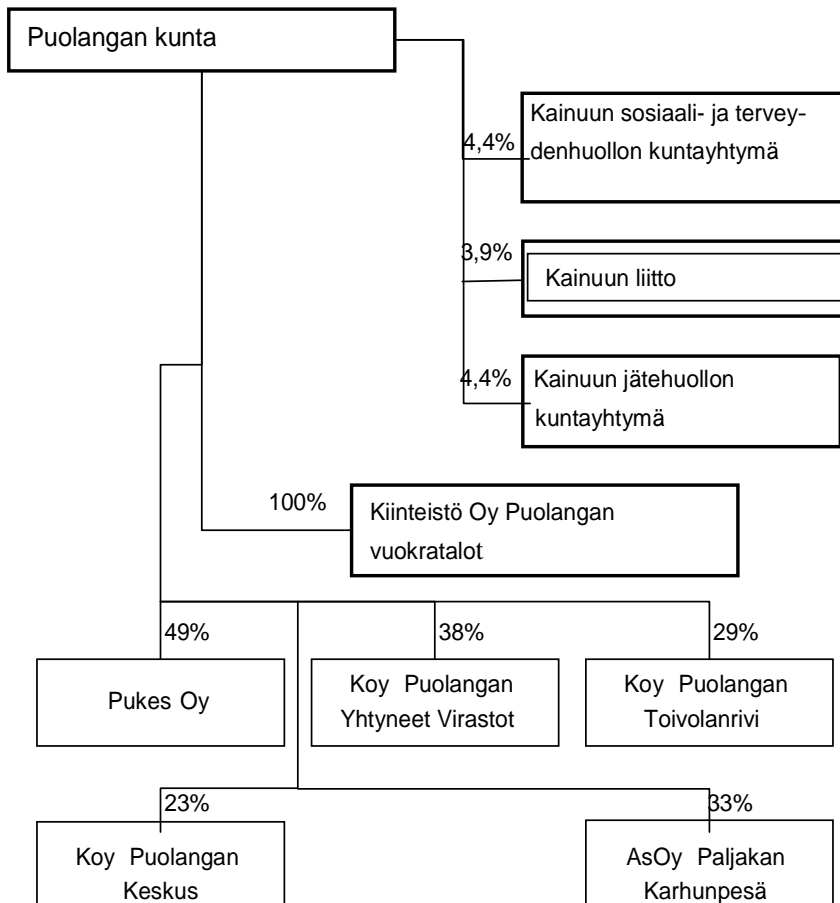 Puolangan kunta
Kainuun sosiaali- ja tervey-
4,4%
denhuollon kuntayhtymä
3,9%
Kainuun liitto
4,4%
Kainuun jätehuollon
kuntayhtymä
100%
Kiinteistö Oy Puolangan
vuokratalot
49%
38%
29%
Pukes Oy
Koy Puolangan
Yhtyneet Virastot
Koy Puolangan
Toivolanrivi
23%
33%
Koy Puolangan
Keskus
AsOy Paljakan
Karhunpesä